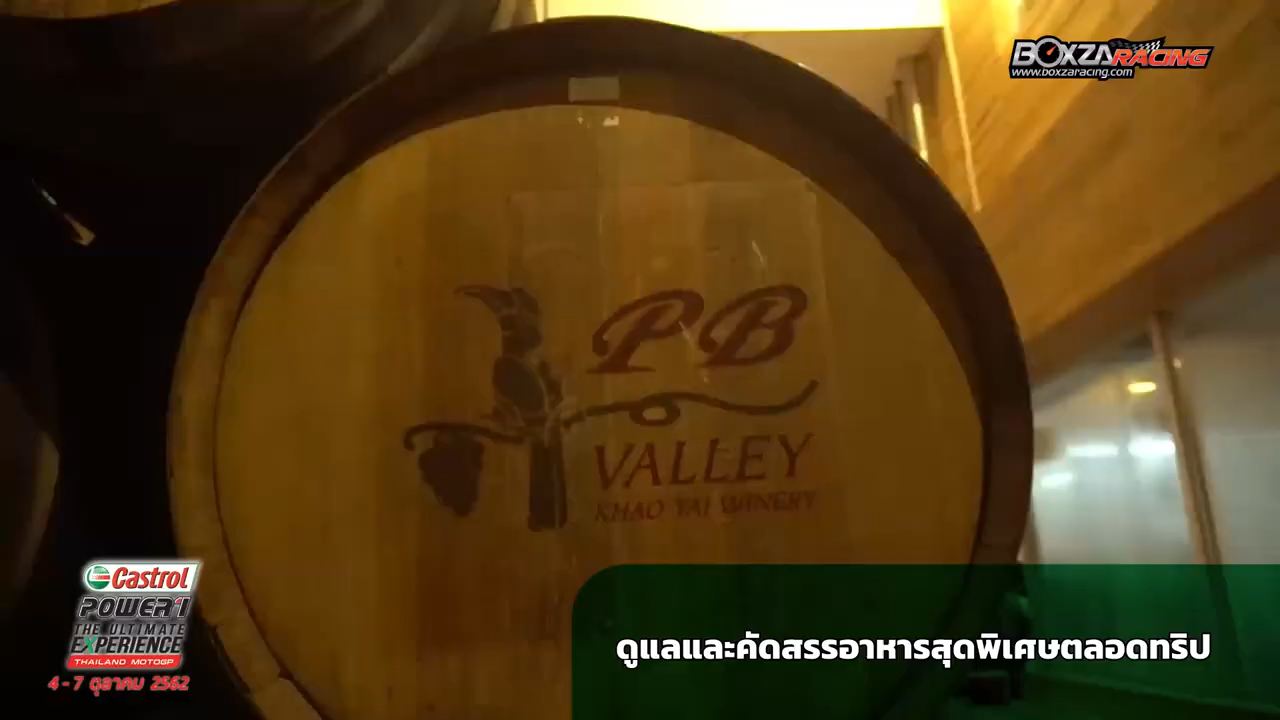 BOXZA RACING
www.boxzaracing.com
PB
VALLEY
KHAO YAI WINERY
Castrol
POWER1
THE ULTIMATE
EXPERIENCE
THAILAND MOTOGP
4 - 7 ตุลาคม 2562
ดูแลและคัดสรรอาหารสุดพิเศษตลอดทริป